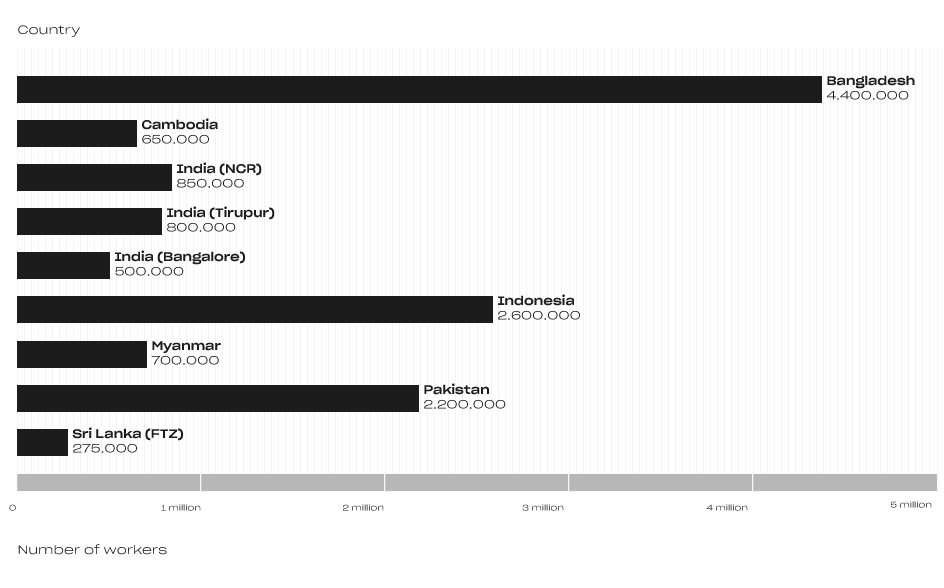 Country
Bangladesh
4.400.000
Cambodia
650.000
India (NCR)
850.000
India (Tirupur)
800.000
India (Bangalore)
500.000
Indonesia
2.600.000
Myanmar
700.000
Pakistan
2.200.000
Sri Lanka (FTZ)
275.000
0 1 million 2 million 3 million 4 million 5 million
Number of workers